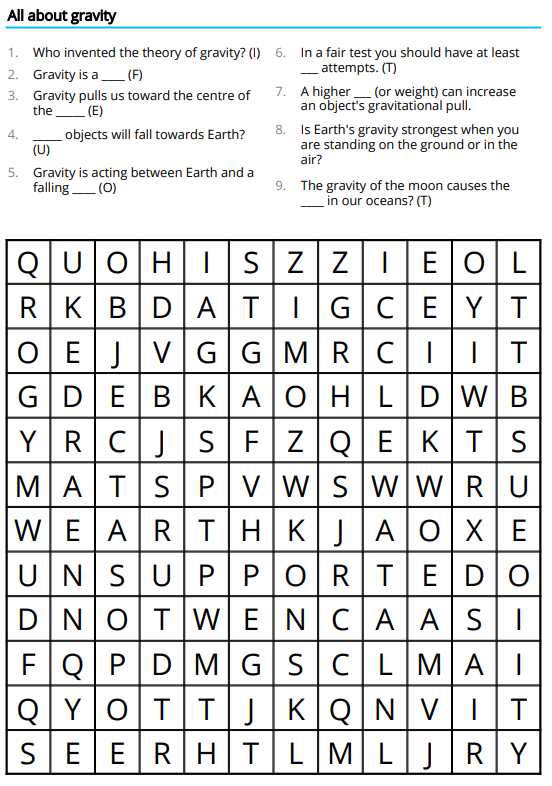 All about gravity
1. Who invented the theory of gravity? (I)
2. Gravity is a ____ (F)
3. Gravity pulls us toward the centre of
the _____ (E)
4. _____ objects will fall towards Earth?
(U)
5. Gravity is acting between Earth and a
falling ____ (O)
6. In a fair test you should have at least
___ attempts. (T)
7. A higher ___ (or weight) can increase
an object's gravitational pull.
8. Is Earth's gravity strongest when you
are standing on the ground or in the
air?
9. The gravity of the moon causes the
____ in our oceans? (T)
Q U O H I S Z Z I E O L
R K B D A T I G C E Y T
O E J V G G M R C I I T
G D E B K A O H L D W B
Y R C J S F Z Q E K T S
M A T S P V W S W W R U
W E A R T H K J A O X E
U N S U P P O R T E D O
D N O T W E N C A A S I
F Q P D M G S C L M A I
Q Y O T T J K Q N V I T
S E E R H T L M L J R Y